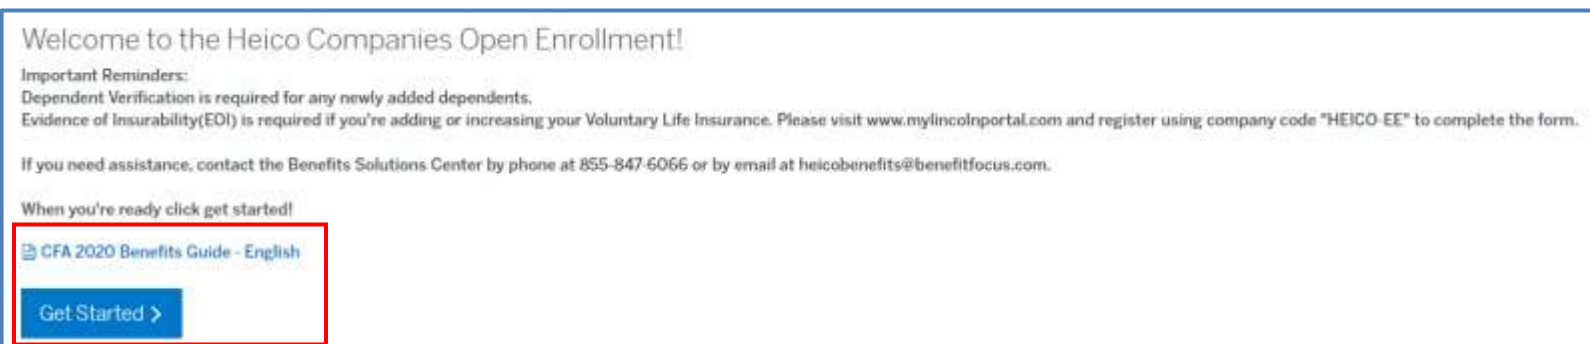 Welcome to the Heico Companies Open Enrollment!
Important Reminders:
Dependent Verification is required for any newly added dependents.
Evidence of Insurability(EOI) is required if you're adding or increasing your Voluntary Life Insurance. Please visit www.mylincolnportal.com and register using company code "HEICO-EE" to complete the form.
If you need assistance, contact the Benefits Solutions Center by phone at 855-847-6066 or by email at heicobenefits@benefitfocus.com.
When you're ready click get started!
CFA 2020 Benefits Guide - English
Get Started >